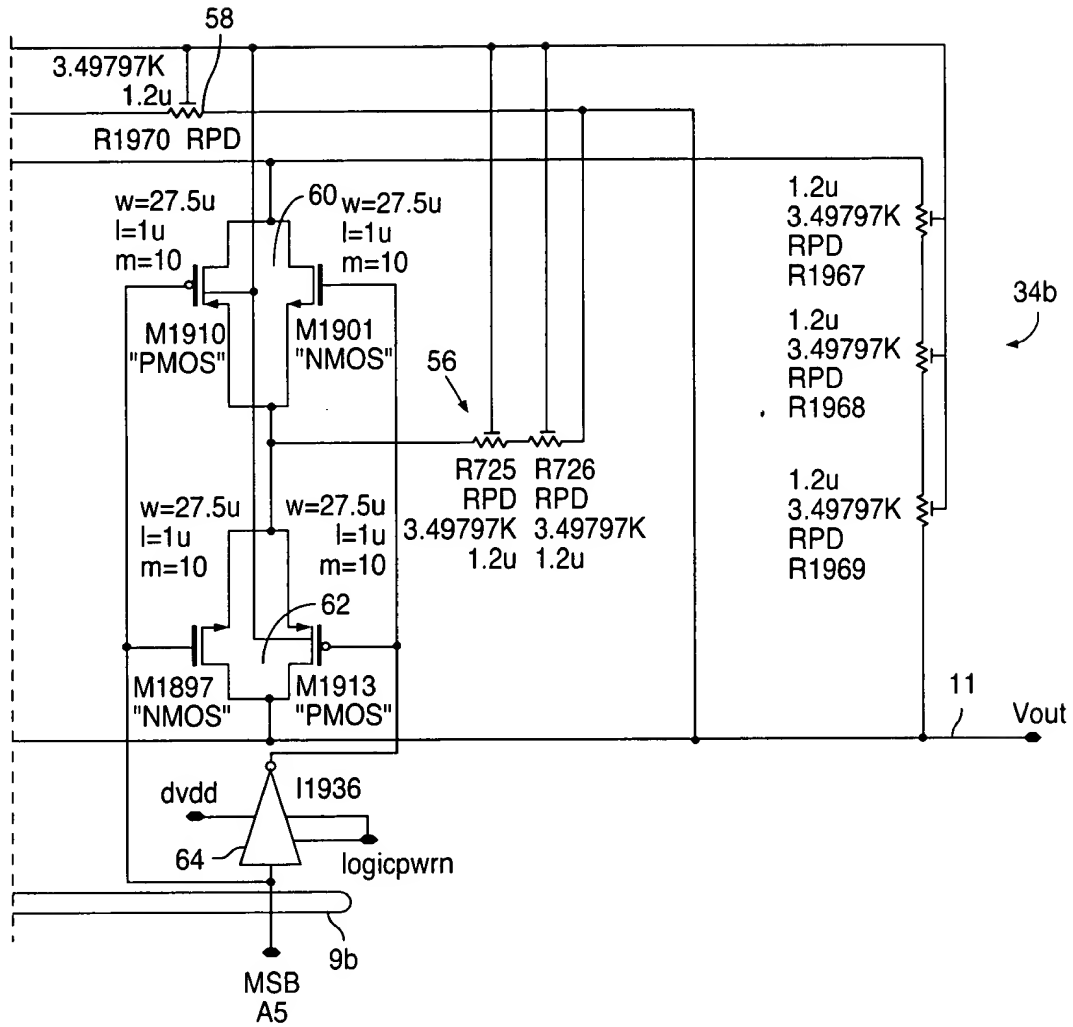 58
3.49797K
1.2u
R1970 RPD
w=27.5u
l=1u
m=10
60
w=27.5u
l=1u
m=10
M1910
"PMOS"
M1901
"NMOS"
1.2u
3.49797K
RPD
R1967
34b
1.2u
3.49797K
RPD
R1968
56
R725
RPD
3.49797K
1.2u
R726
RPD
3.49797K
1.2u
1.2u
3.49797K
RPD
R1969
w=27.5u
l=1u
m=10
w=27.5u
l=1u
m=10
62
M1897
"NMOS"
M1913
"PMOS"
11
Vout
dvdd
I1936
64
logicpwrn
9b
MSB
A5